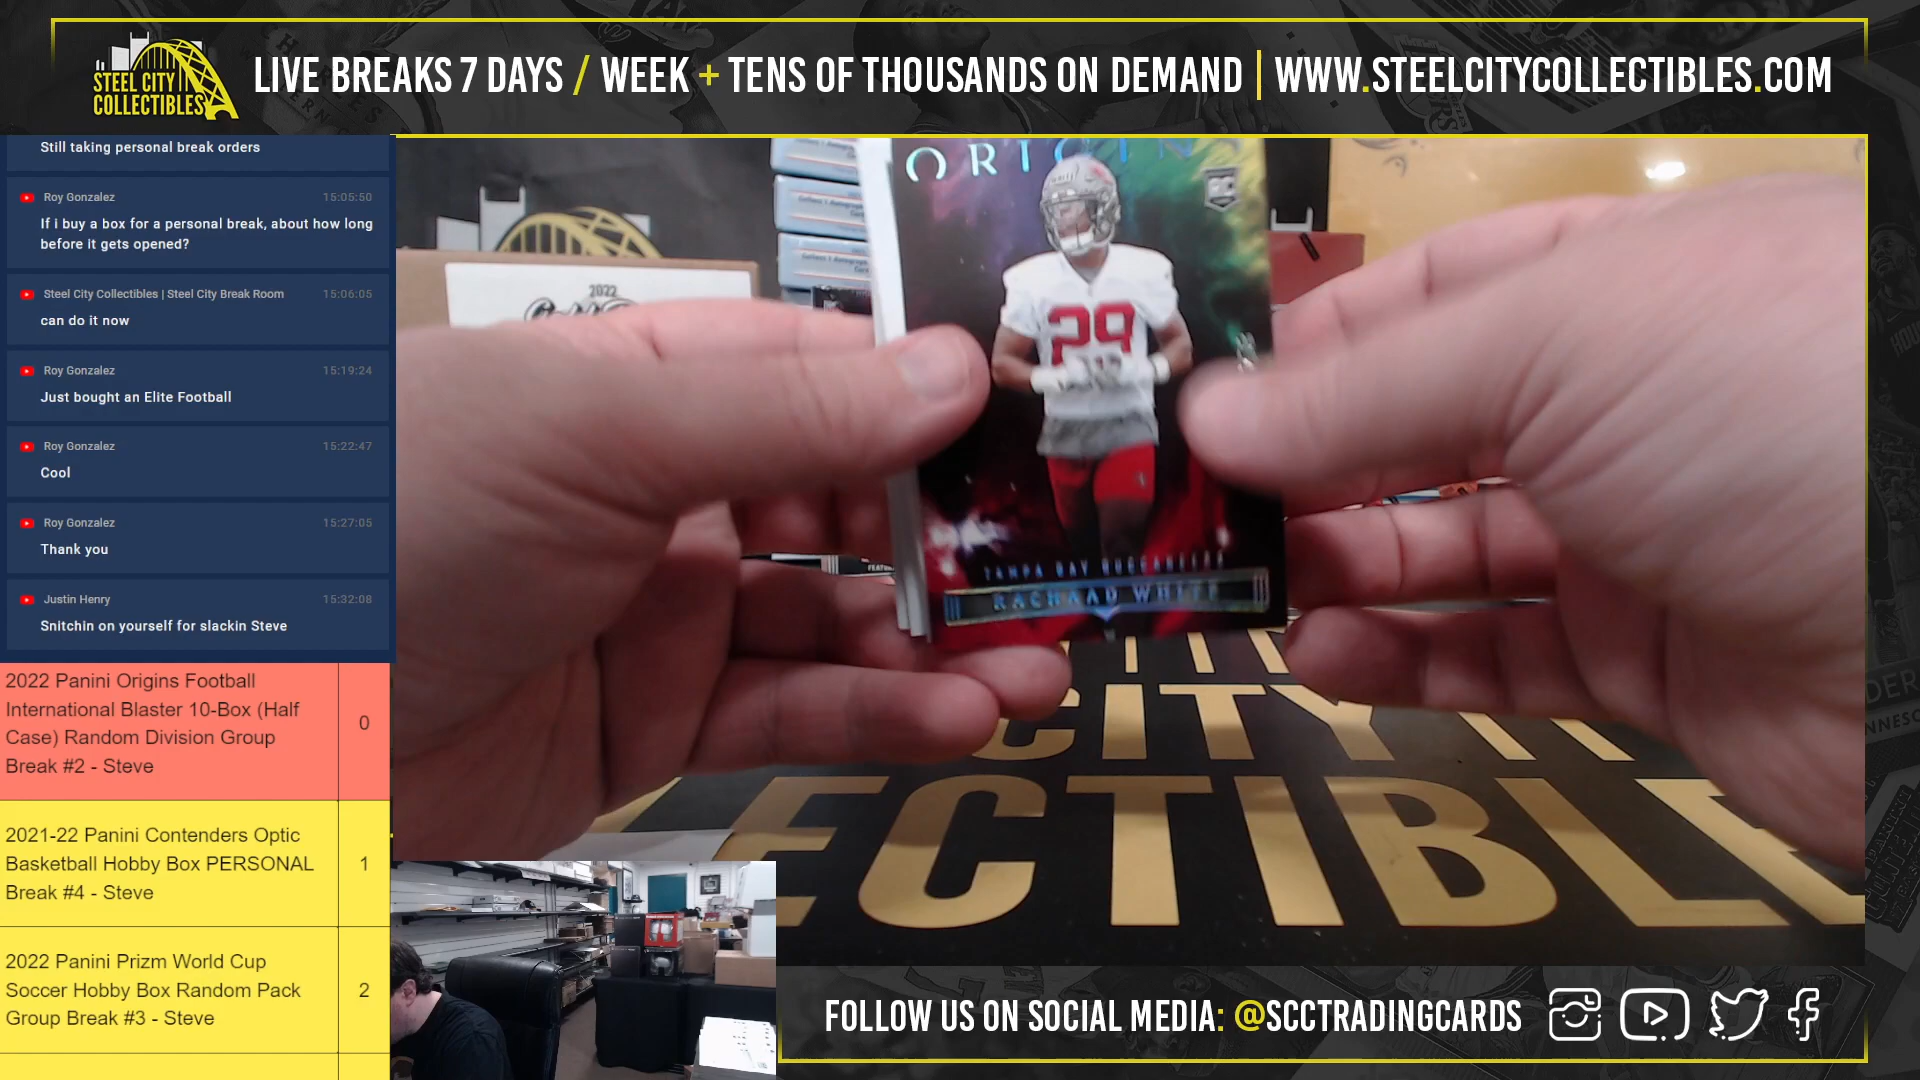 STEEL CITY
COLLECTIBLES
LIVE BREAKS 7 DAYS / WEEK + TENS OF THOUSANDS ON DEMAND | WWW.STEELCITYCOLLECTIBLES.COM
Still taking personal break orders
Roy Gonzalez 15:05:50
If i buy a box for a personal break, about how long
before it gets opened?
Steel City Collectibles | Steel City Break Room 15:06:05
can do it now
Roy Gonzalez 15:19:24
Just bought an Elite Football
Roy Gonzalez 15:22:47
Cool
Roy Gonzalez 15:27:05
Thank you
Justin Henry 15:32:08
Snitchin on yourself for slackin Steve
2022 Panini Origins Football
International Blaster 10-Box (Half
Case) Random Division Group
Break #2 - Steve
0
2021-22 Panini Contenders Optic
Basketball Hobby Box PERSONAL
Break #4 - Steve
1
2022 Panini Prizm World Cup
Soccer Hobby Box Random Pack
Group Break #3 - Steve
2
ORIGINS
RC
29
TAMPA BAY BUCCANEERS
RACHAAD WHITE
2022
CITY
ECTIBLE
FOLLOW US ON SOCIAL MEDIA: @SCCTRADINGCARDS